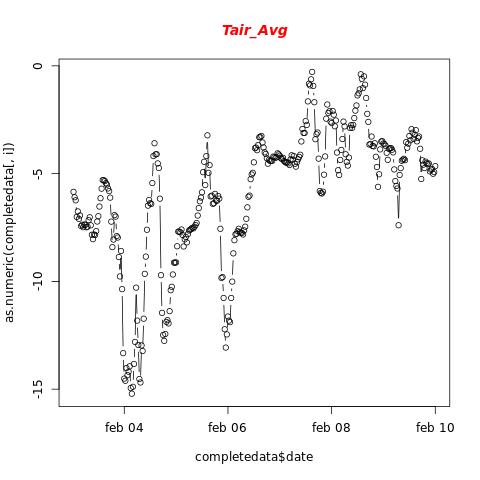 Tair_Avg
as.numeric(completedata[, i])
0
-5
-10
-15
feb 04
feb 06
feb 08
feb 10
completedata$date